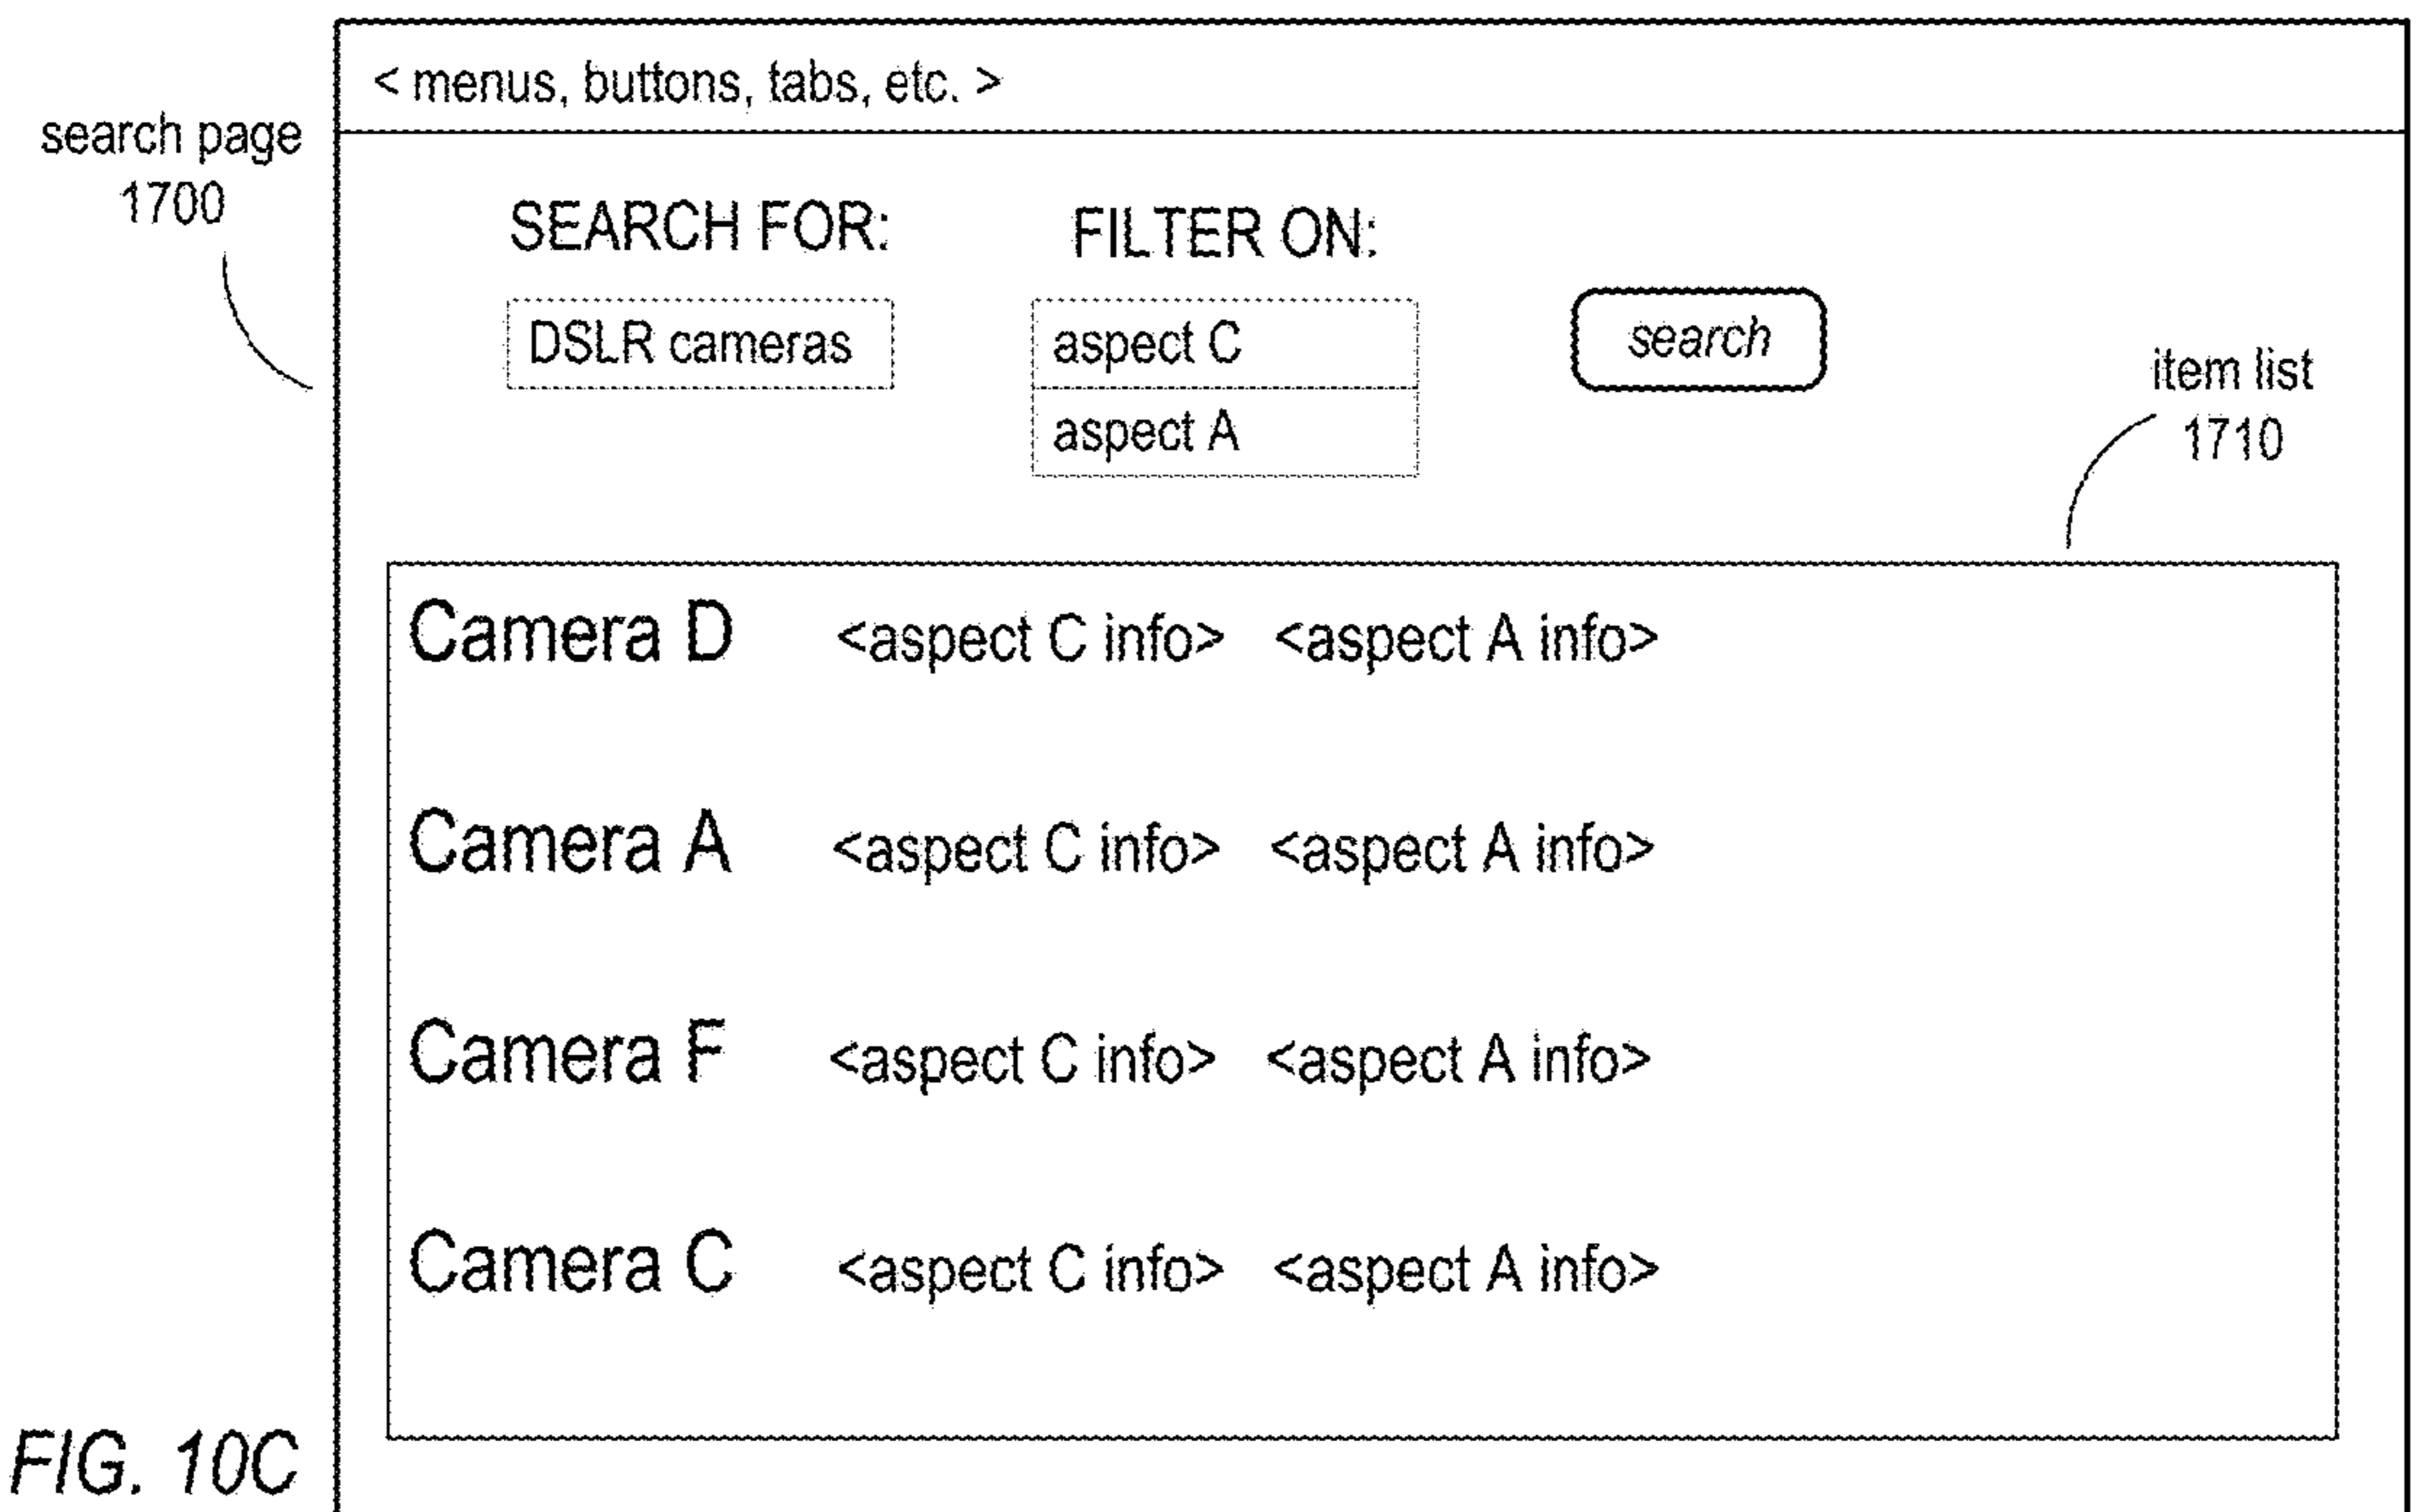 < menus, buttons, tabs, etc. >
search page
1700
SEARCH FOR:
FILTER ON:
DSLR cameras
aspect C
search
aspect A
item list
1710
Camera D <aspect C info> <aspect A info>
Camera A <aspect C info> <aspect A info>
Camera F <aspect C info> <aspect A info>
Camera C <aspect C info> <aspect A info>
FIG. 10C